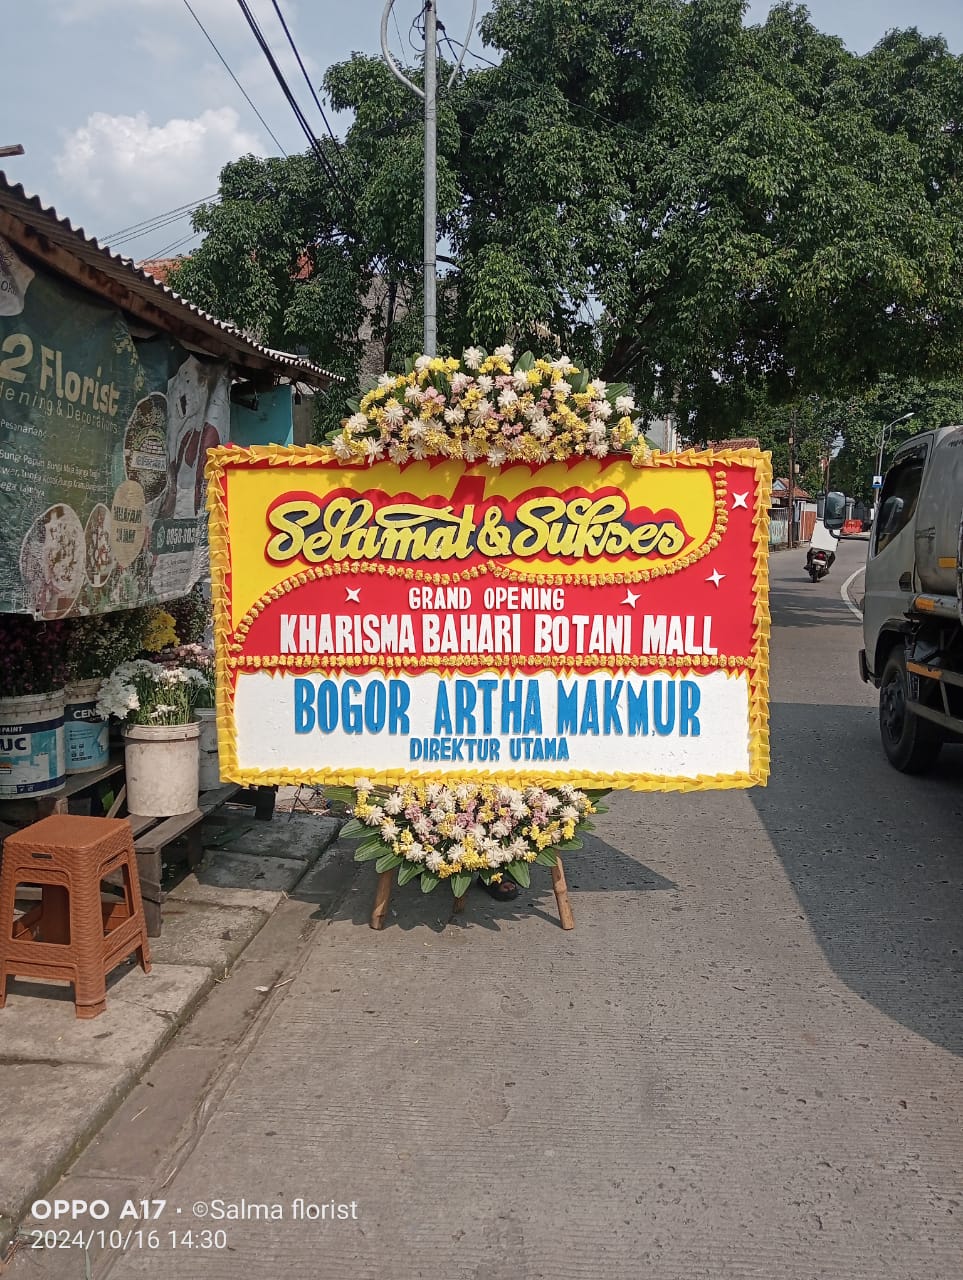 2 Florist
Selamat & Sukses
GRAND OPENING
KHARISMA BAHARI BOTANI MALL
BOGOR ARTHA MAKMUR
DIREKTUR UTAMA
OPPO A17 · ©Salma florist
2024/10/16 14:30